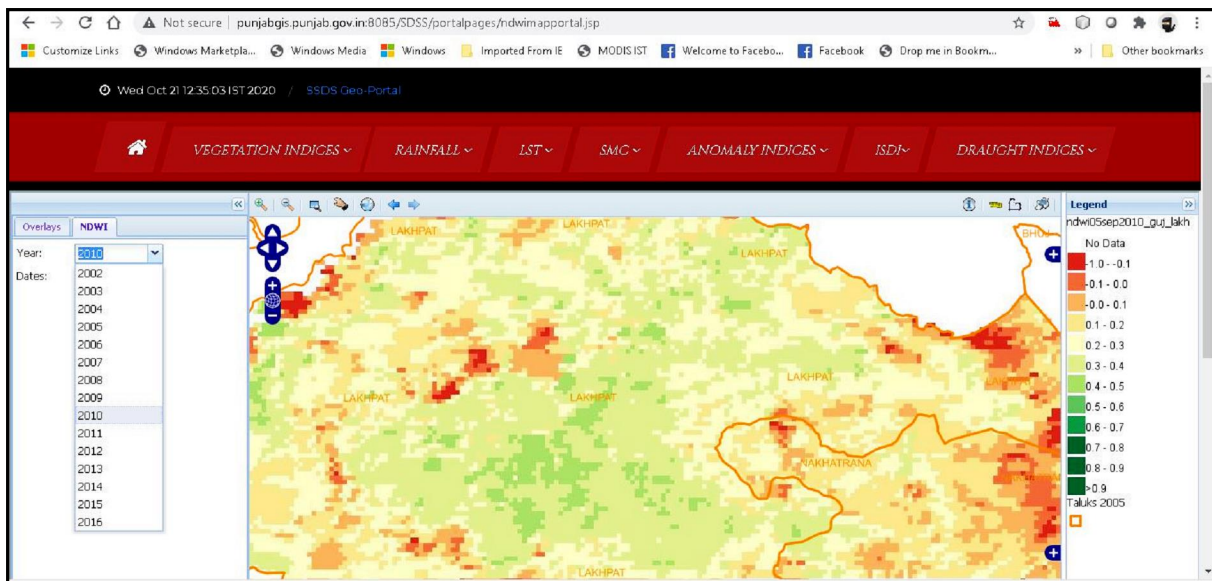 Not secure | punjabgis.punjab.gov.in:8085/SDSS/portalpages/ndwimapportal.jsp
Customize Links Windows Marketpla... Windows Media Windows Imported From IE MODIS IST Welcome to Facebo... Facebook Drop me in Bookm... » Other bookmarks
Wed Oct 21 12:35:03 IST 2020 / SSDS Geo-Portal
VEGETATION INDICES RAINFALL LST SMC ANOMALY INDICES ISDI DRAUGHT INDICES
Overlays NDWI
Year: 2010
Dates:
2002
2003
2004
2005
2006
2007
2008
2009
2010
2011
2012
2013
2014
2015
2016
LAKHPAT LAKHPAT BHUJ
LAKHPAT
LAKHPAT LAKHPAT
NAKHATRANA
LAKHPAT
Legend
ndwi05sep2010_guj_lakh
No Data
-1.0 - -0.1
-0.1 - 0.0
-0.0 - 0.1
0.1 - 0.2
0.2 - 0.3
0.3 - 0.4
0.4 - 0.5
0.5 - 0.6
0.6 - 0.7
0.7 - 0.8
0.8 - 0.9
>0.9
Taluks 2005